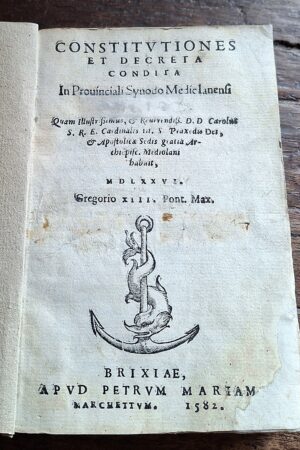 CONSTITVTIONES
ET DECRETA
CONDITA
In Prouinciali Synodo Mediolanensi
Quam Illustrissimus, & Reuerendiss. D. D Carolus
S. R. E. Cardinalis tit. S. Praxedis Dei,
& Apostolicæ Sedis gratia Ar-
chiepisc. Mediolani
habuit,
MDLXXVI.
Gregorio XIII. Pont. Max.
BRIXIAE,
APVD PETRVM MARIAM
MARCHETTVM. 1582.